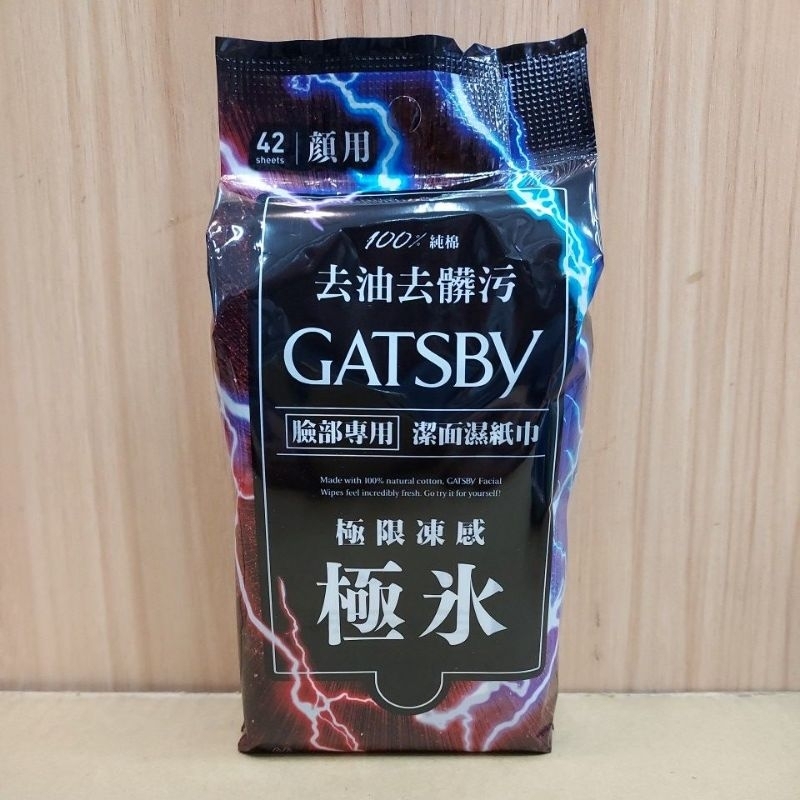 42 顔用
sheets
100% 純棉
去油去髒污
GATSBY
臉部專用 潔面濕紙巾
Made with 100% natural cotton, GATSBY Facial
Wipes feel incredibly fresh. Go try it for yourself!
極限凍感
極氷